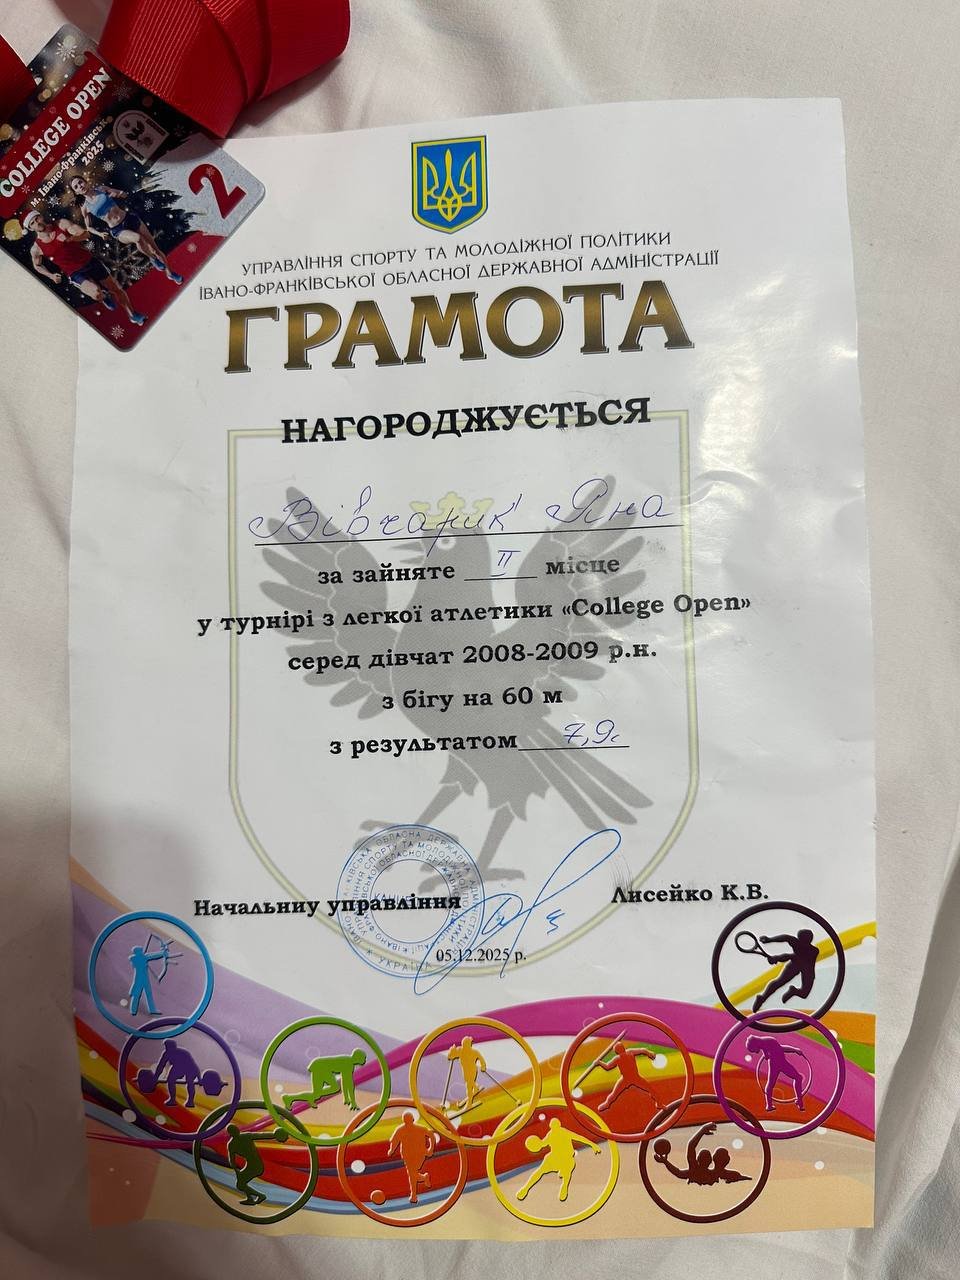 COLLEGE OPEN
м. Івано-Франківськ
2025
2
УПРАВЛІННЯ СПОРТУ ТА МОЛОДІЖНОЇ ПОЛІТИКИ
ІВАНО-ФРАНКІВСЬКОЇ ОБЛАСНОЇ ДЕРЖАВНОЇ АДМІНІСТРАЦІЇ
ГРАМОТА
НАГОРОДЖУЄТЬСЯ
Вівчарик Яна
за зайняте II місце
у турнірі з легкої атлетики «College Open»
серед дівчат 2008-2009 р.н.
з бігу на 60 м
з результатом 7,9с
Начальниу управління Лисейко К.В.
05.12.2025 р.